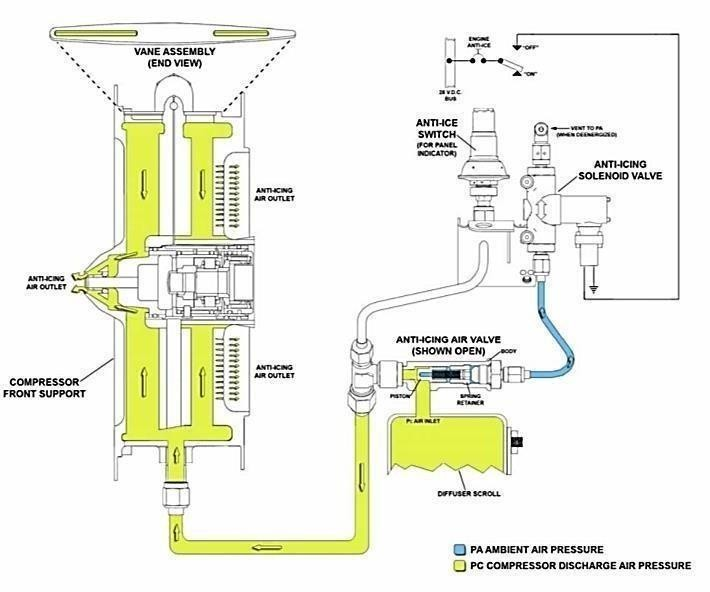 VANE ASSEMBLY
(END VIEW)
ENGINE
ANTI-ICE
"OFF"
"ON"
28 V.D.C.
BUS
ANTI-ICE
SWITCH
(FOR PANEL
INDICATOR)
VENT TO PA
(WHEN DEENERGIZED)
ANTI-ICING
SOLENOID VALVE
ANTI-ICING
AIR OUTLET
ANTI-ICING
AIR OUTLET
ANTI-ICING AIR VALVE
(SHOWN OPEN)
BODY
ANTI-ICING
AIR OUTLET
COMPRESSOR
FRONT SUPPORT
PISTON
SPRING
RETAINER
Pc AIR INLET
DIFFUSER SCROLL
PA AMBIENT AIR PRESSURE
PC COMPRESSOR DISCHARGE AIR PRESSURE